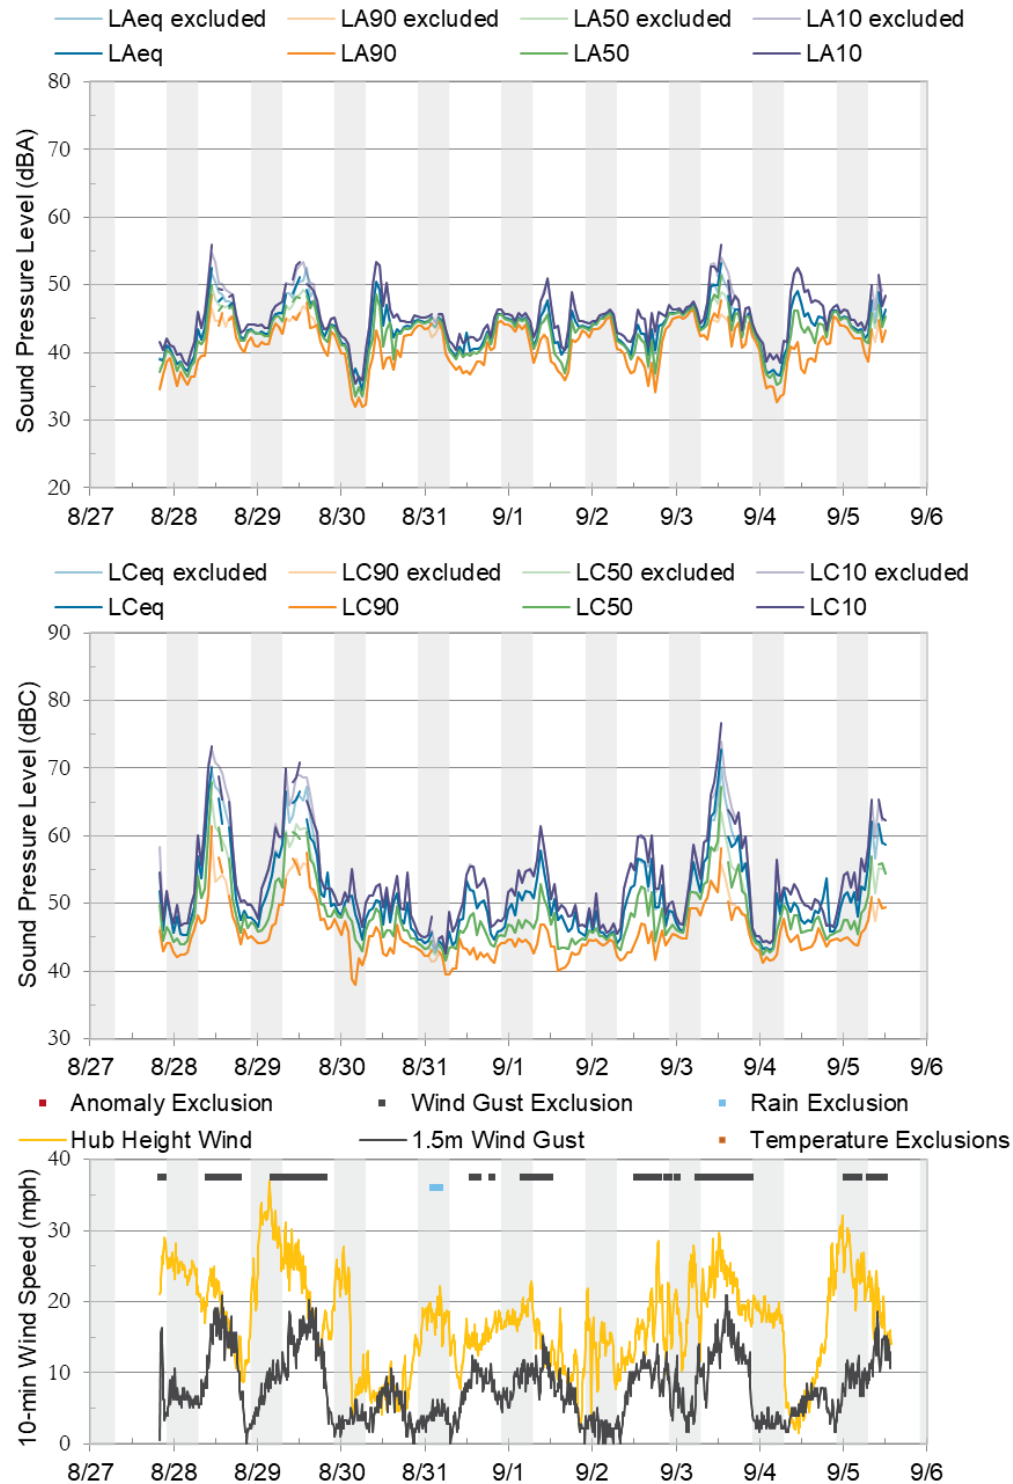 LAeq excluded LA90 excluded LA50 excluded LA10 excluded
LAeq LA90 LA50 LA10
Sound Pressure Level (dBA)
80
70
60
50
40
30
20
8/27 8/28 8/29 8/30 8/31 9/1 9/2 9/3 9/4 9/5 9/6
LCeq excluded LC90 excluded LC50 excluded LC10 excluded
LCeq LC90 LC50 LC10
Sound Pressure Level (dBC)
90
80
70
60
50
40
30
8/27 8/28 8/29 8/30 8/31 9/1 9/2 9/3 9/4 9/5 9/6
Anomaly Exclusion Wind Gust Exclusion Rain Exclusion
Hub Height Wind 1.5m Wind Gust Temperature Exclusions
10-min Wind Speed (mph)
40
30
20
10
0
8/27 8/28 8/29 8/30 8/31 9/1 9/2 9/3 9/4 9/5 9/6